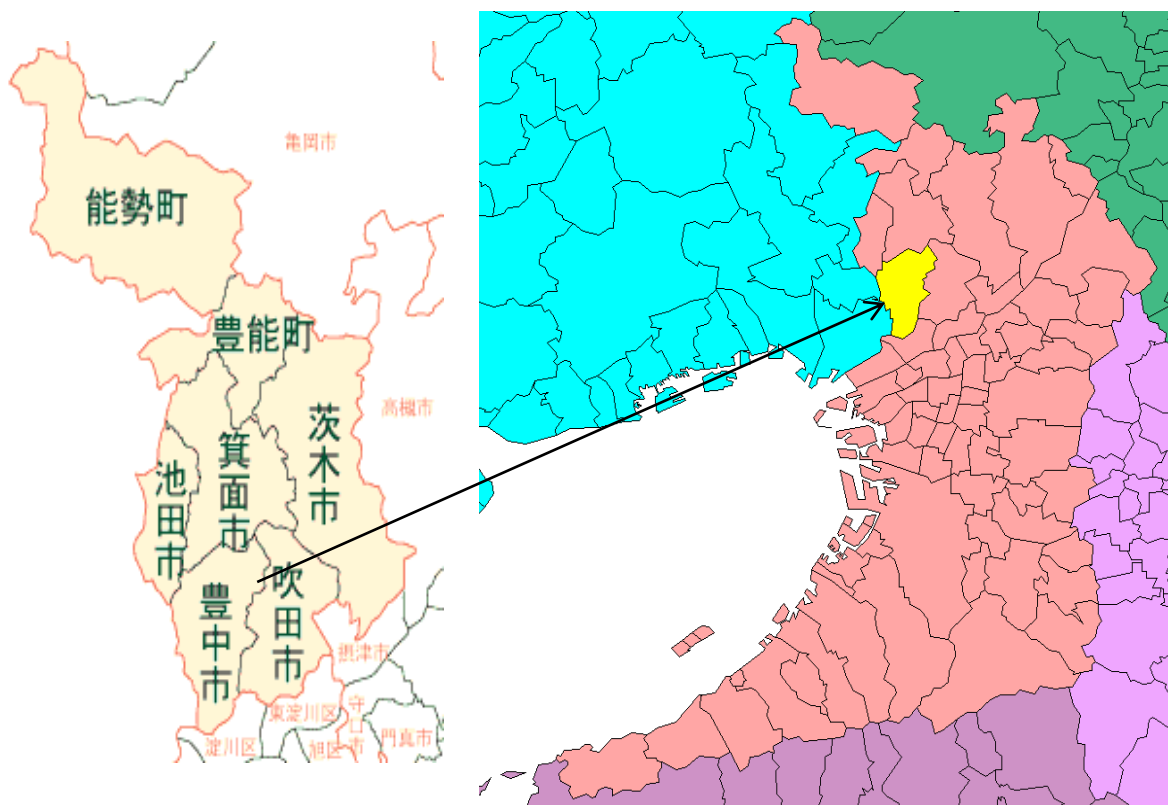 亀岡市
能勢町
豊能町
高槻市
茨木市
箕面市
池田市
吹田市
豊中市
摂津市
東淀川区
守口市
淀川区
旭区
門真市